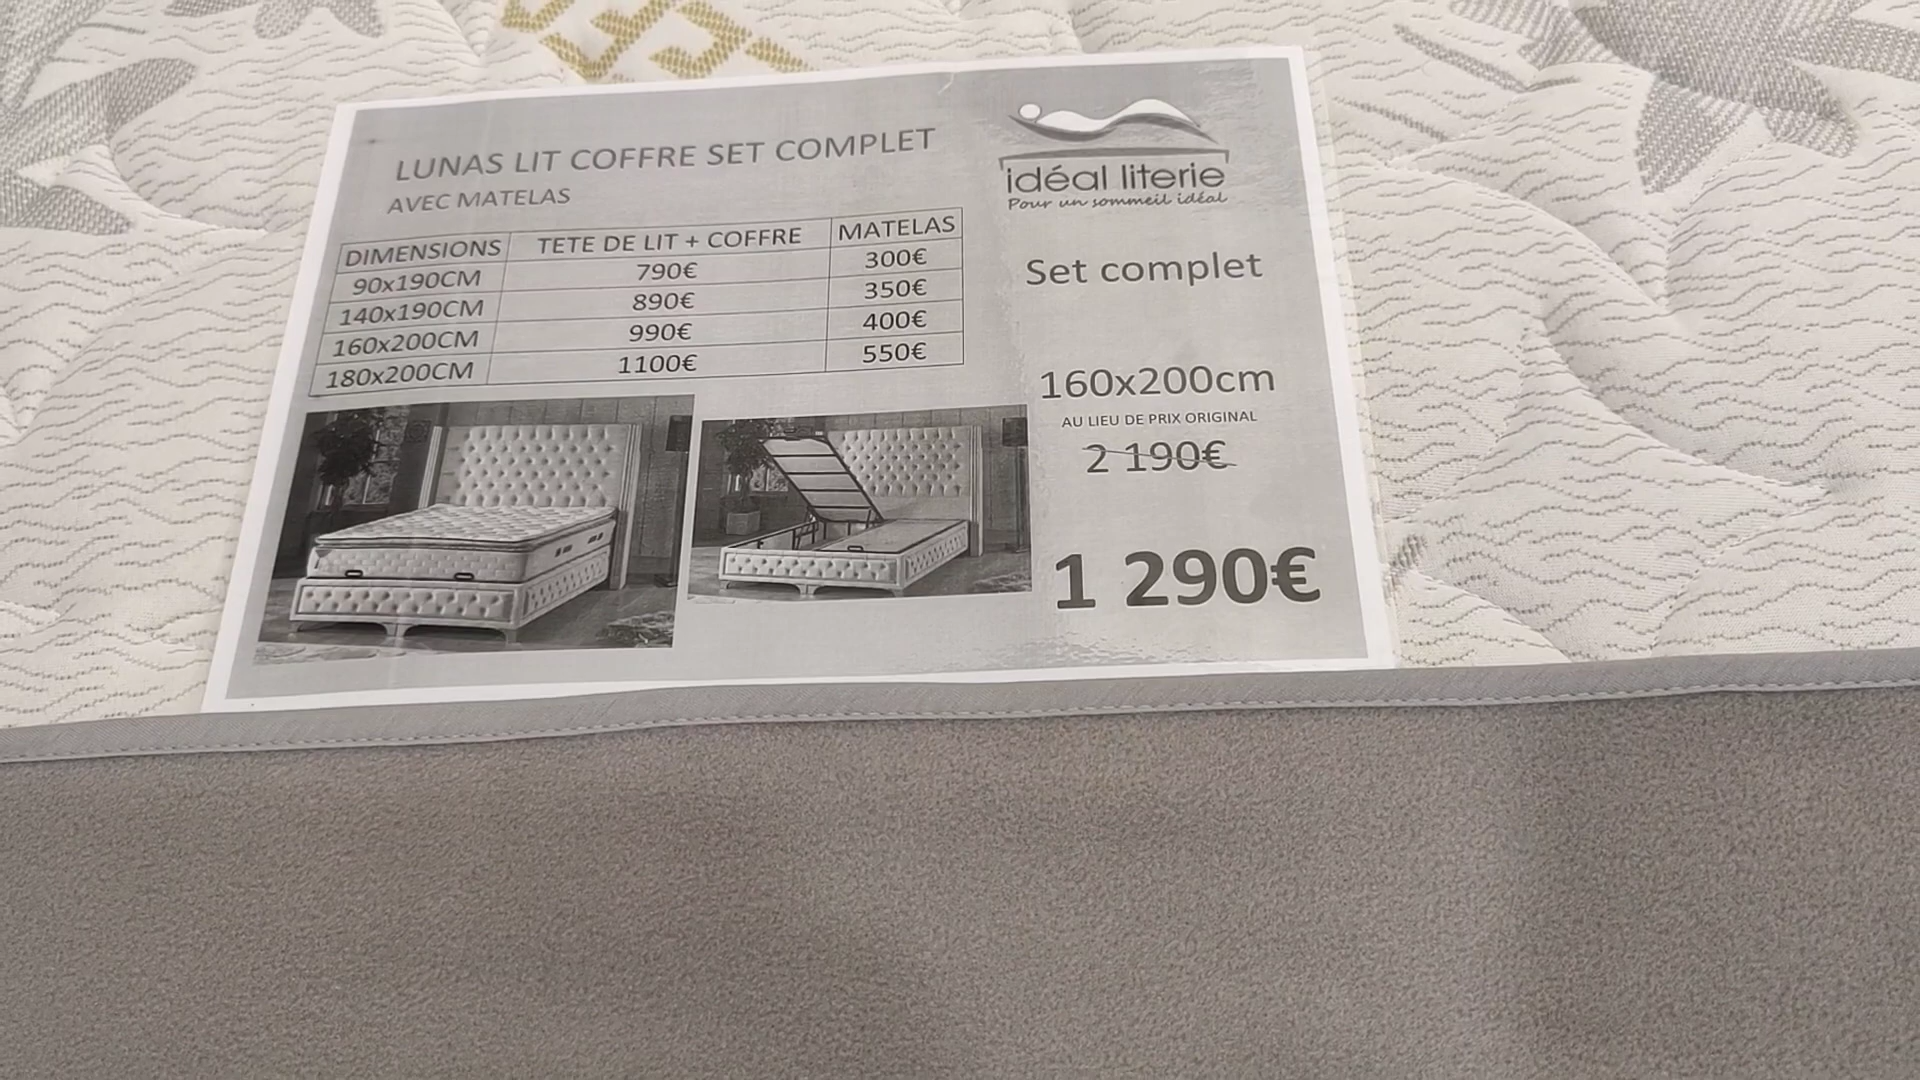 LUNAS LIT COFFRE SET COMPLET
AVEC MATELAS
DIMENSIONS TETE DE LIT + COFFRE MATELAS
90x190CM 790€ 300€
140x190CM 890€ 350€
160x200CM 990€ 400€
180x200CM 1100€ 550€
idéal literie
Pour un sommeil idéal
Set complet
160x200cm
AU LIEU DE PRIX ORIGINAL
2 190€
1 290€